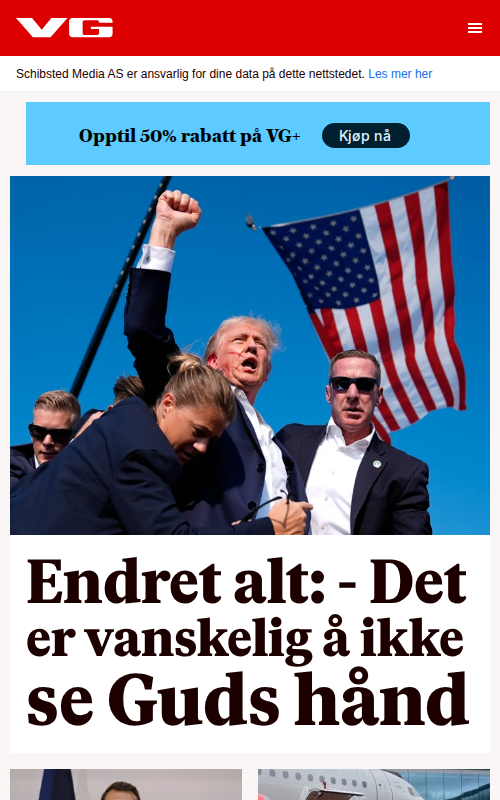 VG
Schibsted Media AS er ansvarlig for dine data på dette nettstedet. Les mer her
Opptil 50% rabatt på VG+ Kjøp nå
Endret alt: - Det
er vanskelig å ikke
se Guds hånd